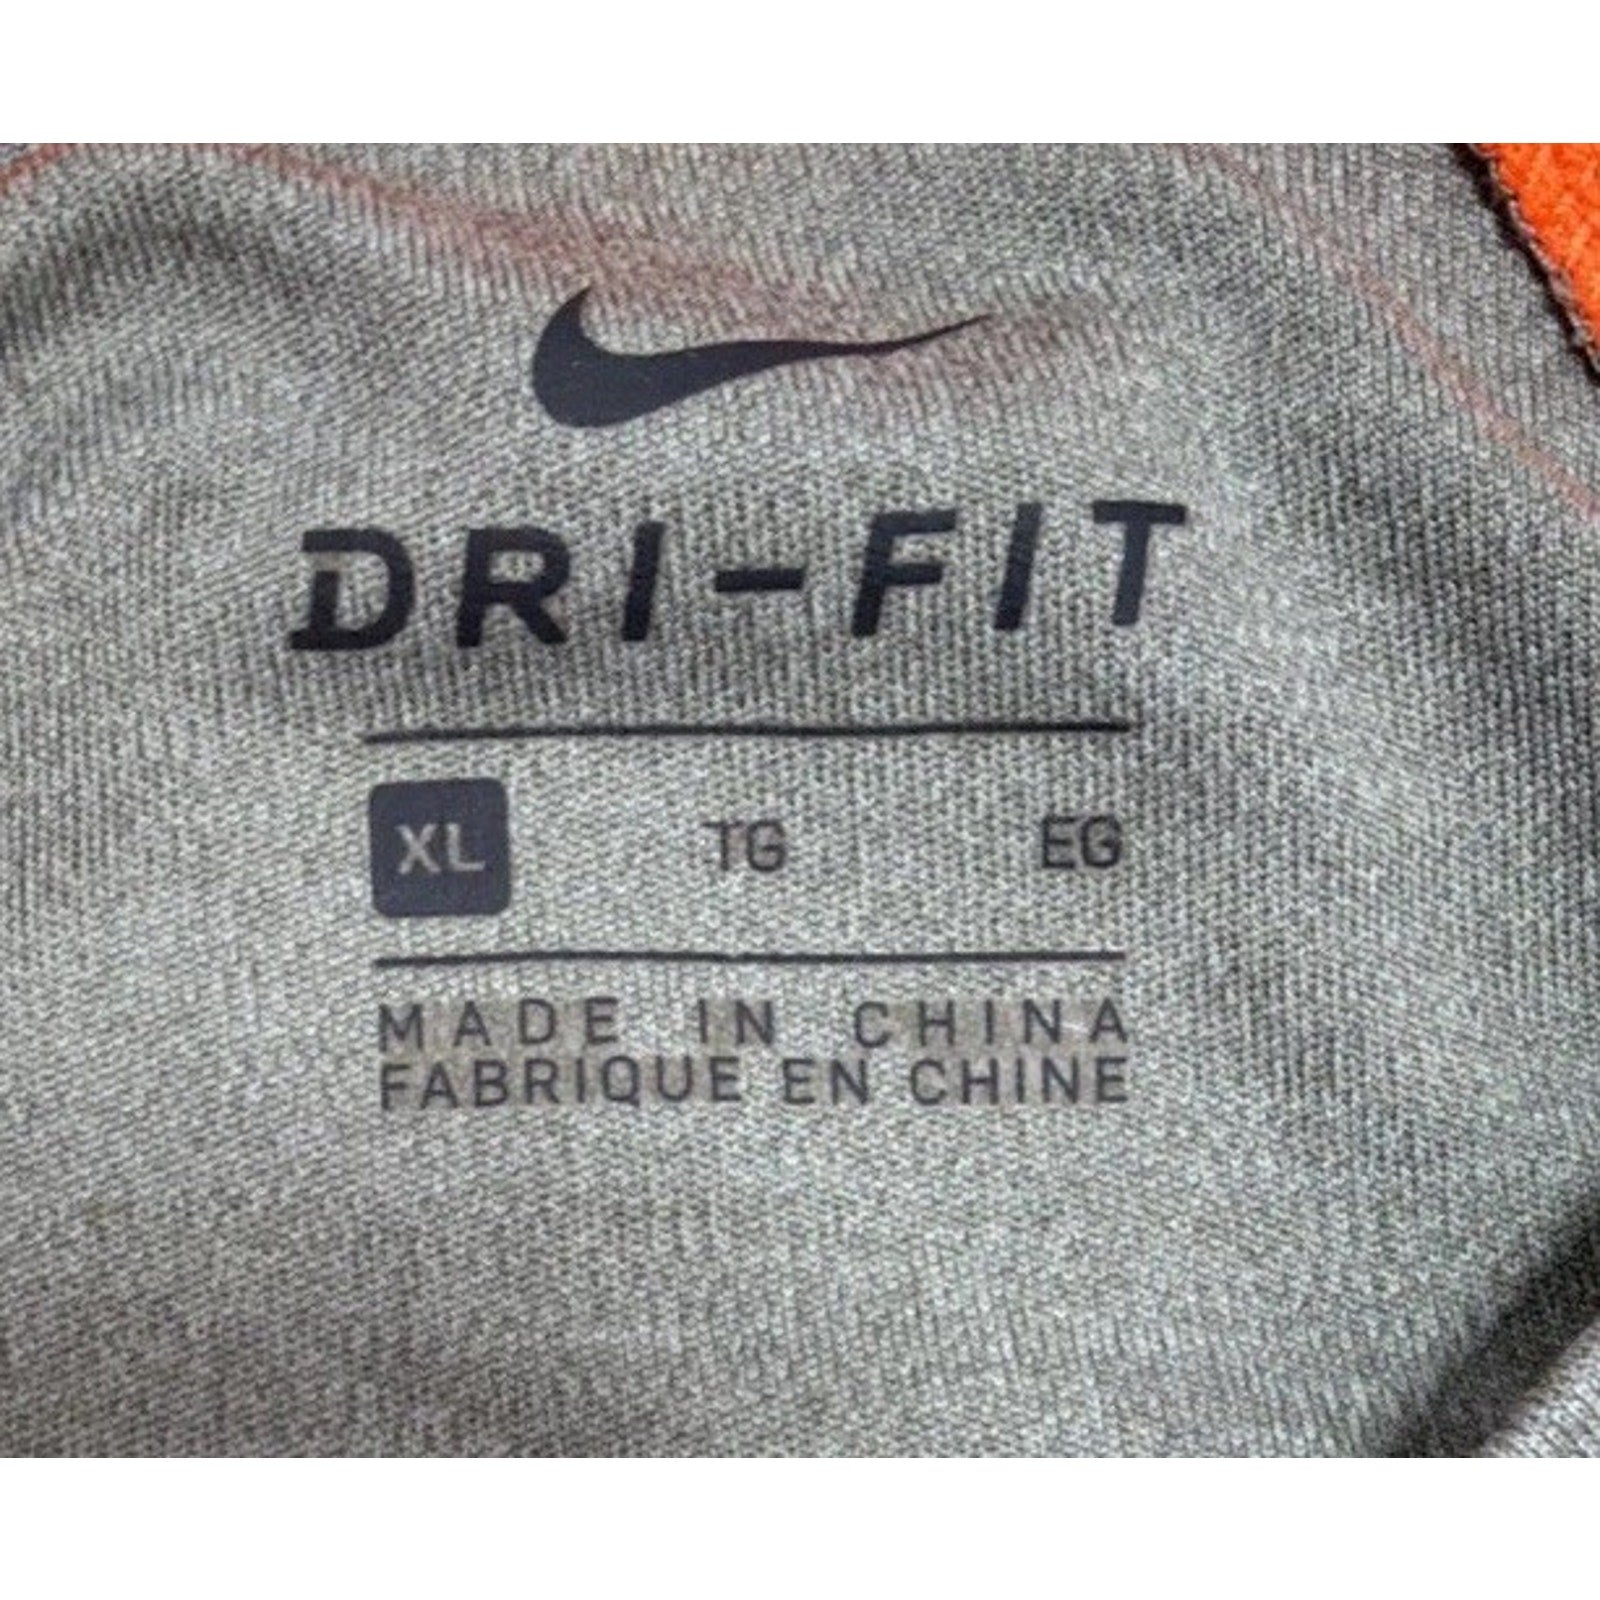 DRI-FIT
XL TG EG
MADE IN CHINA
FABRIQUE EN CHINE